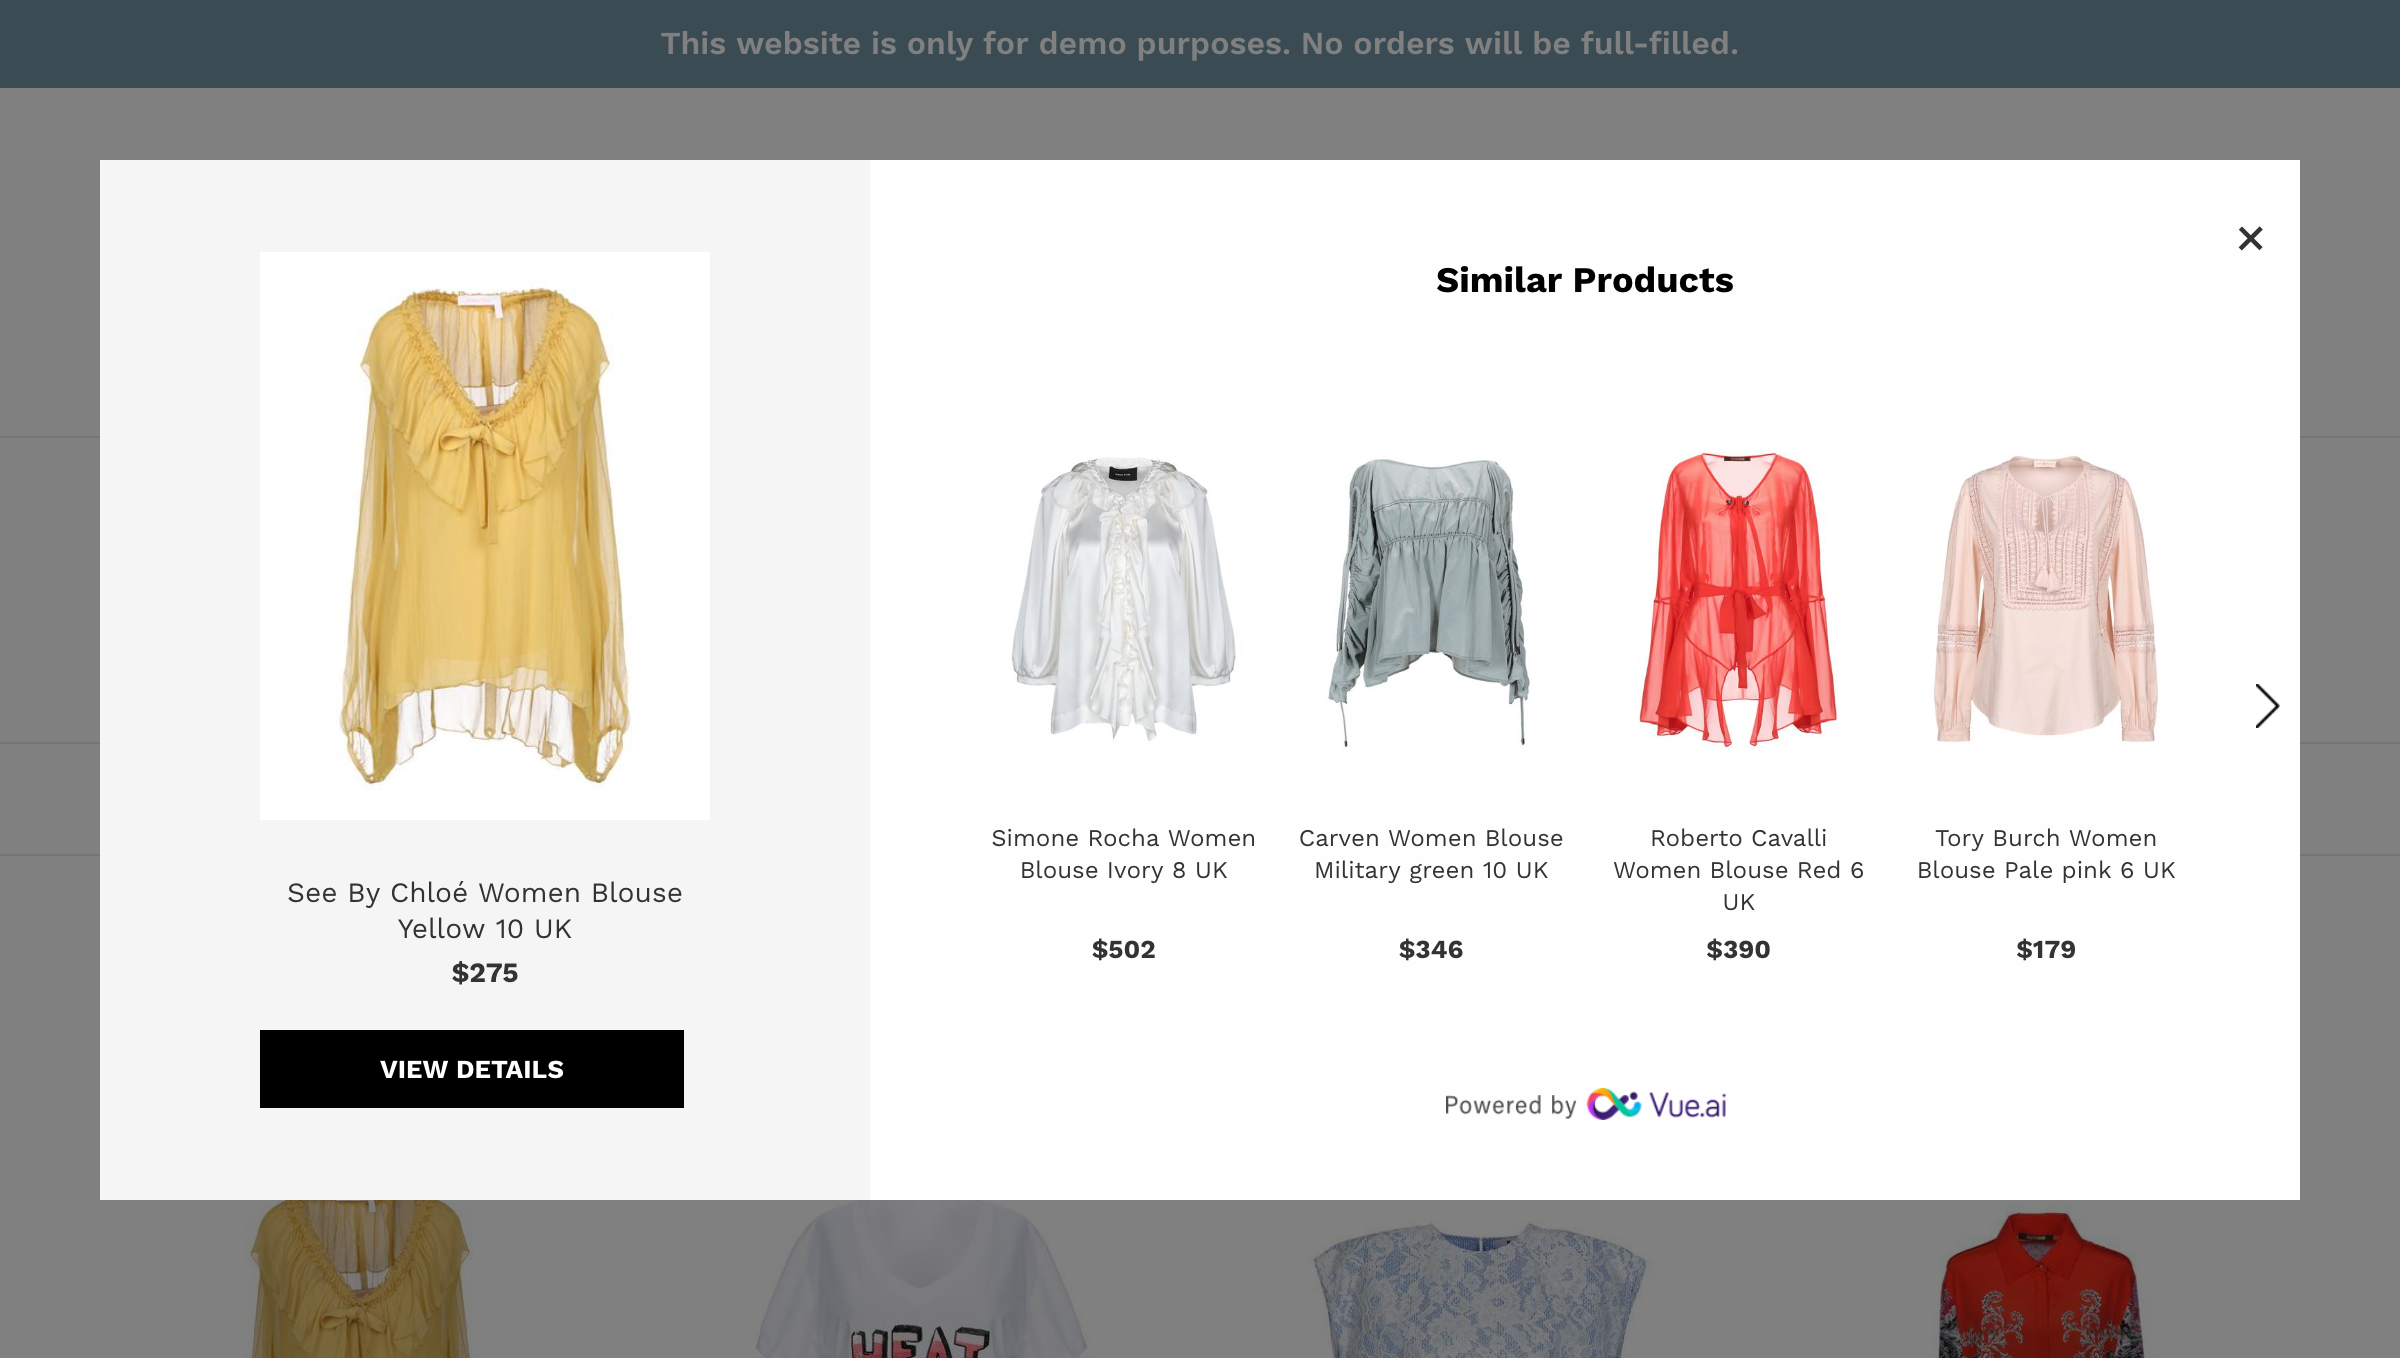 This website is only for demo purposes. No orders will be full-filled.
Similar Products
See By Chloé Women Blouse
Yellow 10 UK
$275
VIEW DETAILS
Simone Rocha Women
Blouse Ivory 8 UK
$502
Carven Women Blouse
Military green 10 UK
$346
Roberto Cavalli
Women Blouse Red 6
UK
$390
Tory Burch Women
Blouse Pale pink 6 UK
$179
Powered by Vue.ai
HEAT